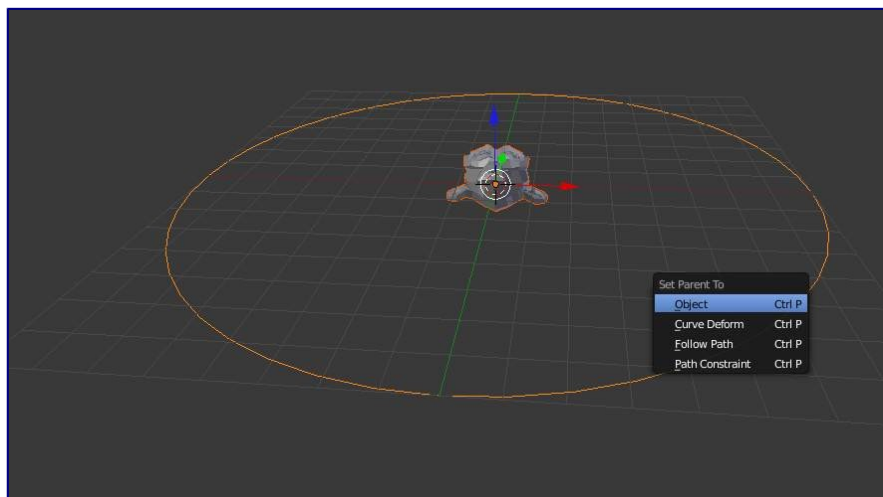 Set Parent To
Object Ctrl P
Curve Deform Ctrl P
Follow Path Ctrl P
Path Constraint Ctrl P